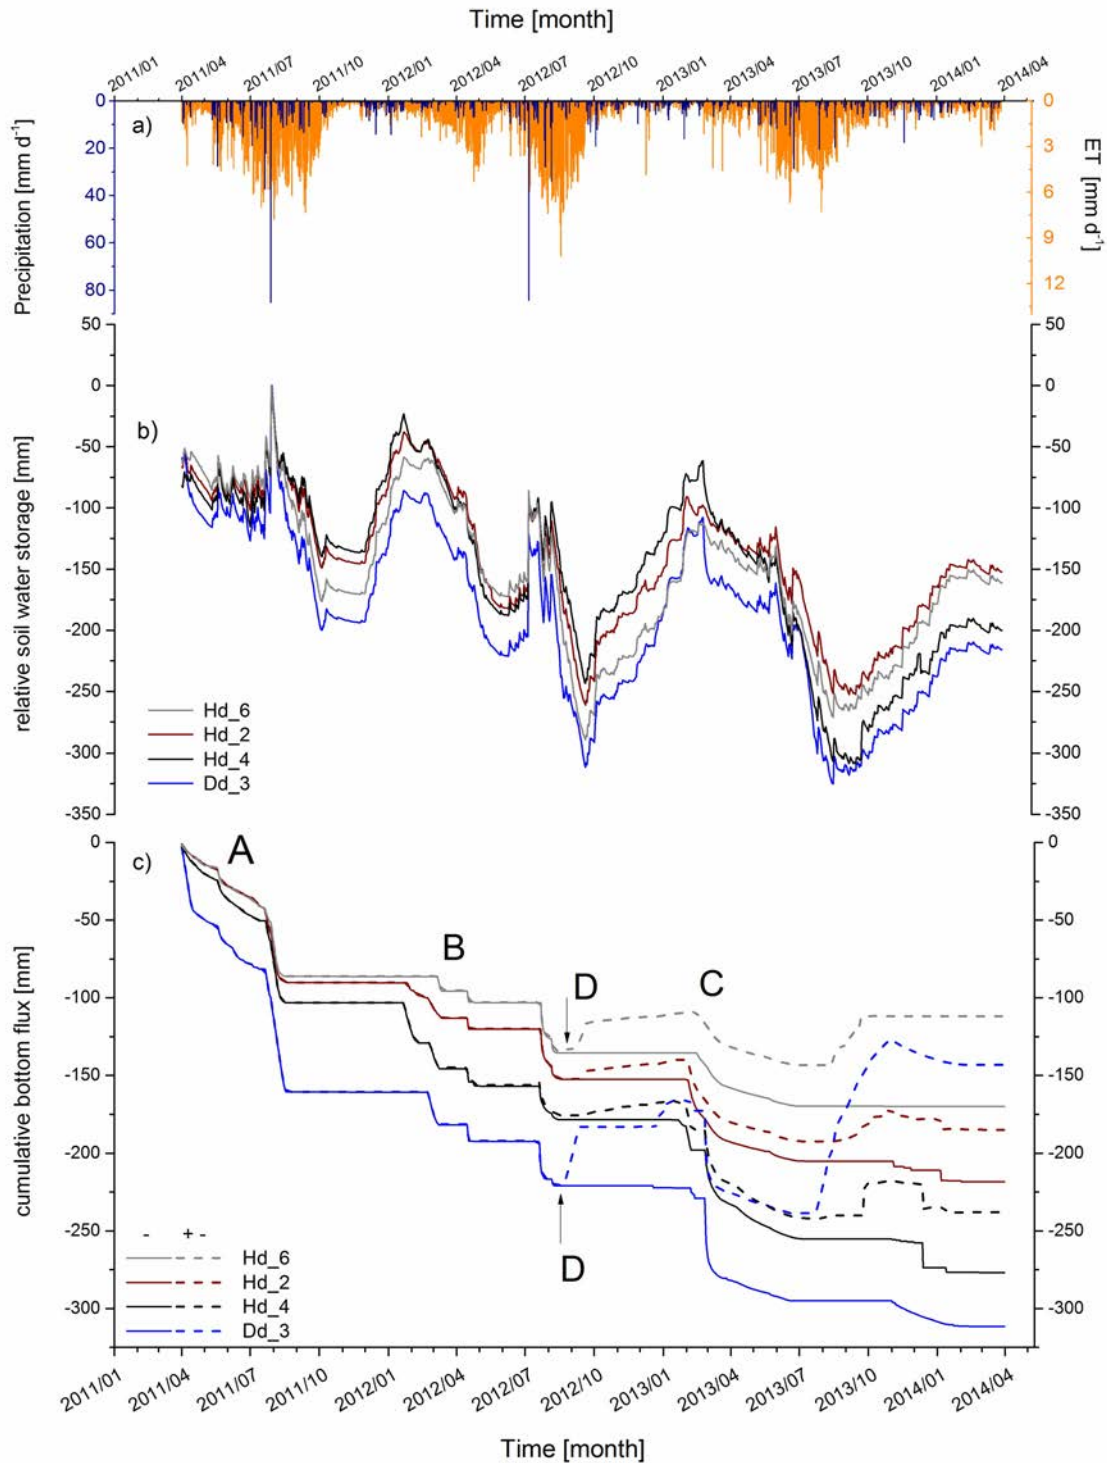 Time [month]
2011/01 2011/04 2011/07 2011/10 2012/01 2012/04 2012/07 2012/10 2013/01 2013/04 2013/07 2013/10 2014/01 2014/04
Precipitation [mm d⁻¹]
0
20
40
60
80
a)
0
3
6
9
12
ET [mm d⁻¹]
relative soil water storage [mm]
50
0
-50
-100
-150
-200
-250
-300
-350
b)
Hd_6
Hd_2
Hd_4
Dd_3
50
0
-50
-100
-150
-200
-250
-300
-350
cumulative bottom flux [mm]
0
-50
-100
-150
-200
-250
-300
c)
A
B
D
C
D
- + -
Hd_6
Hd_2
Hd_4
Dd_3
0
-50
-100
-150
-200
-250
-300
2011/01 2011/04 2011/07 2011/10 2012/01 2012/04 2012/07 2012/10 2013/01 2013/04 2013/07 2013/10 2014/01 2014/04
Time [month]